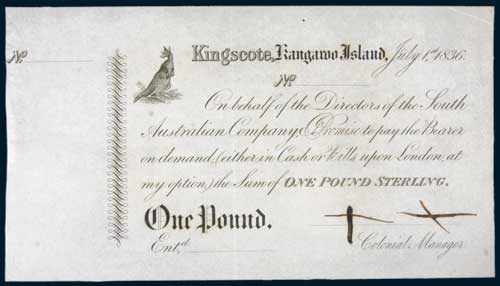 No.
Kingscote, Kangawo Island, July 1st 1836.
No.
On behalf of the Directors of the South
Australian Company, I Promise to pay the Bearer
on demand, (either in Cash or Bills upon London, at
my option,) the Sum of ONE POUND STERLING.
One Pound.
Entd.
Colonial Manager